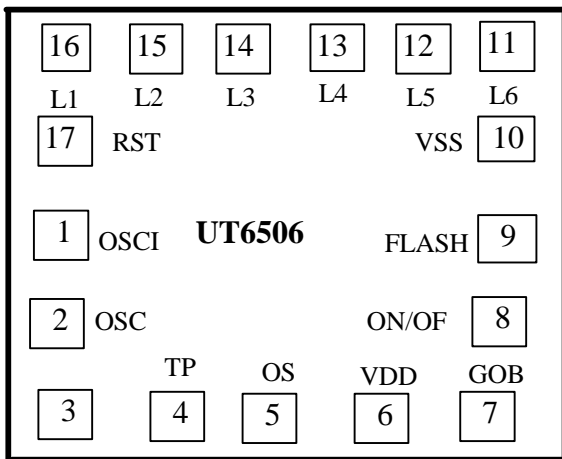 16 15 14 13 12 11
L1 L2 L3 L4 L5 L6
17 RST VSS 10
1 OSCI UT6506 FLASH 9
2 OSC ON/OF 8
TP OS VDD GOB
3 4 5 6 7